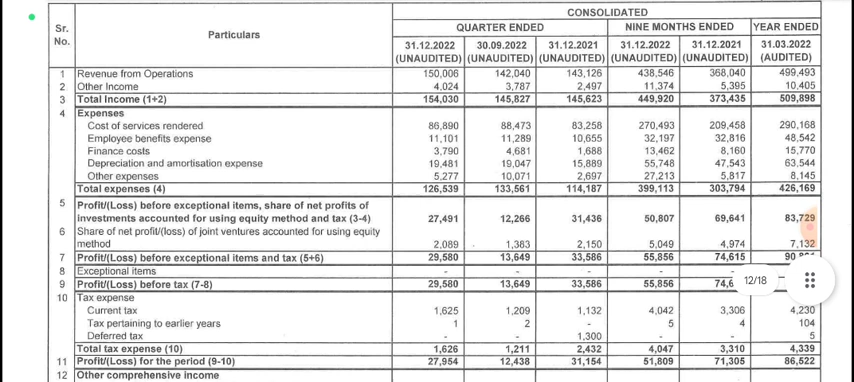 CONSOLIDATED
Sr. No. Particulars QUARTER ENDED NINE MONTHS ENDED YEAR ENDED
31.12.2022 30.09.2022 31.12.2021 31.12.2022 31.12.2021 31.03.2022
(UNAUDITED) (UNAUDITED) (UNAUDITED) (UNAUDITED) (UNAUDITED) (AUDITED)
1 Revenue from Operations 150,006 142,040 143,126 438,546 368,040 499,493
2 Other Income 4,024 3,787 2,497 11,374 5,395 10,405
3 Total Income (1+2) 154,030 145,827 145,623 449,920 373,435 509,898
4 Expenses
Cost of services rendered 86,890 88,473 83,258 270,493 209,458 290,168
Employee benefits expense 11,101 11,289 10,655 32,197 32,816 48,542
Finance costs 3,790 4,681 1,688 13,462 8,160 15,770
Depreciation and amortisation expense 19,481 19,047 15,889 55,748 47,543 63,544
Other expenses 5,277 10,071 2,697 27,213 5,817 8,145
Total expenses (4) 126,539 133,561 114,187 399,113 303,794 426,169
5 Profit/(Loss) before exceptional items, share of net profits of
investments accounted for using equity method and tax (3-4) 27,491 12,266 31,436 50,807 69,641 83,729
6 Share of net profit/(loss) of joint ventures accounted for using equity
method 2,089 1,383 2,150 5,049 4,974 7,132
7 Profit/(Loss) before exceptional items and tax (5+6) 29,580 13,649 33,586 55,856 74,615 90
8 Exceptional items - - - - -
9 Profit/(Loss) before tax (7-8) 29,580 13,649 33,586 55,856 74,6
12/18
10 Tax expense
Current tax 1,625 1,209 1,132 4,042 3,306 4,230
Tax pertaining to earlier years 1 2 - 5 4 104
Deferred tax - - 1,300 - - 5
Total tax expense (10) 1,626 1,211 2,432 4,047 3,310 4,339
11 Profit/(Loss) for the period (9-10) 27,954 12,438 31,154 51,809 71,305 86,522
12 Other comprehensive income